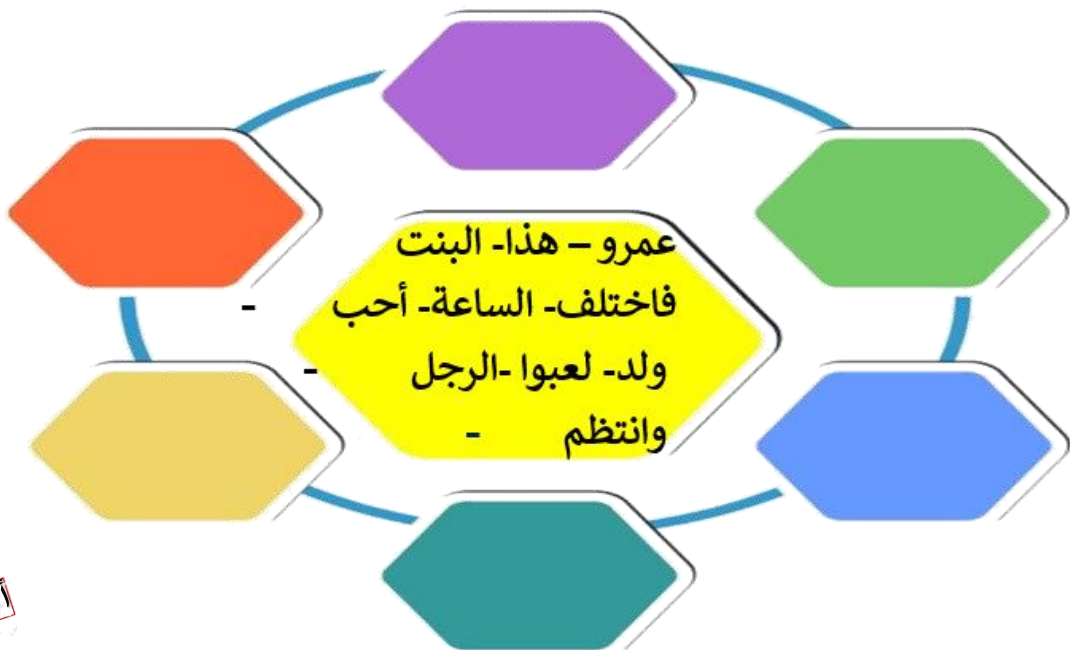 عمرو – هذا- البنت
فاختلف- الساعة- أحب -
ولد- لعبوا -الرجل -
وانتظم -